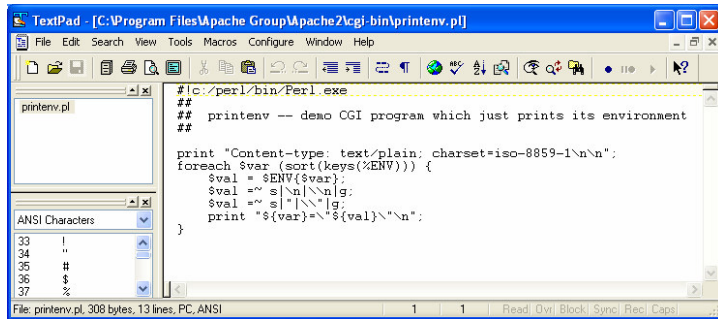 TextPad - [C:\Program Files\Apache Group\Apache2\cgi-bin\printenv.pl]
File Edit Search View Tools Macros Configure Window Help
printenv.pl
#!c:/perl/bin/Perl.exe
##
##  printenv -- demo CGI program which just prints its environment
##
print "Content-type: text/plain; charset=iso-8859-1\n\n";
foreach $var (sort(keys(%ENV))) {
    $val = $ENV{$var};
    $val =~ s|\n|\\n|g;
    $val =~ s|"|\\"|g;
    print "${var}=\"${val}\"\n";
}
ANSI Characters
33 !
34 "
35 #
36 $
37 %
File: printenv.pl, 308 bytes, 13 lines, PC, ANSI 1 1 Read Ovr Block Sync Rec Caps